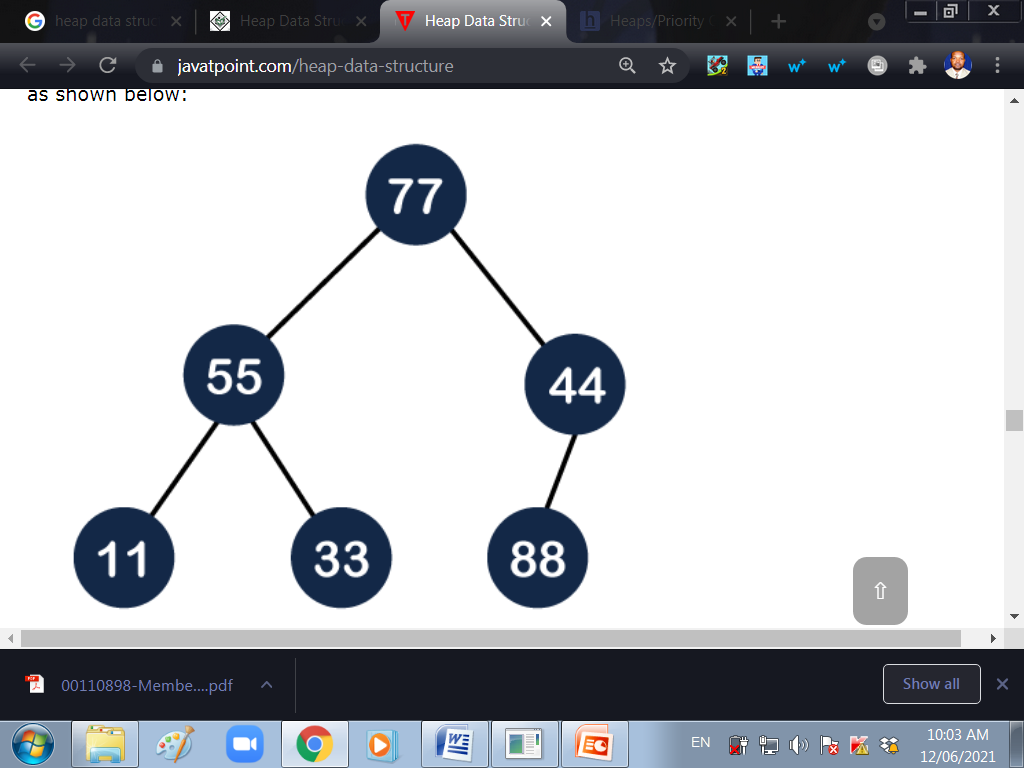 heap data struc
Heap Data Stru
Heap Data Stru
Heaps/Priority
javatpoint.com/heap-data-structure
as shown below:
77
55
44
11
33
88
00110898-Membe....pdf
Show all
EN
10:03 AM
12/06/2021